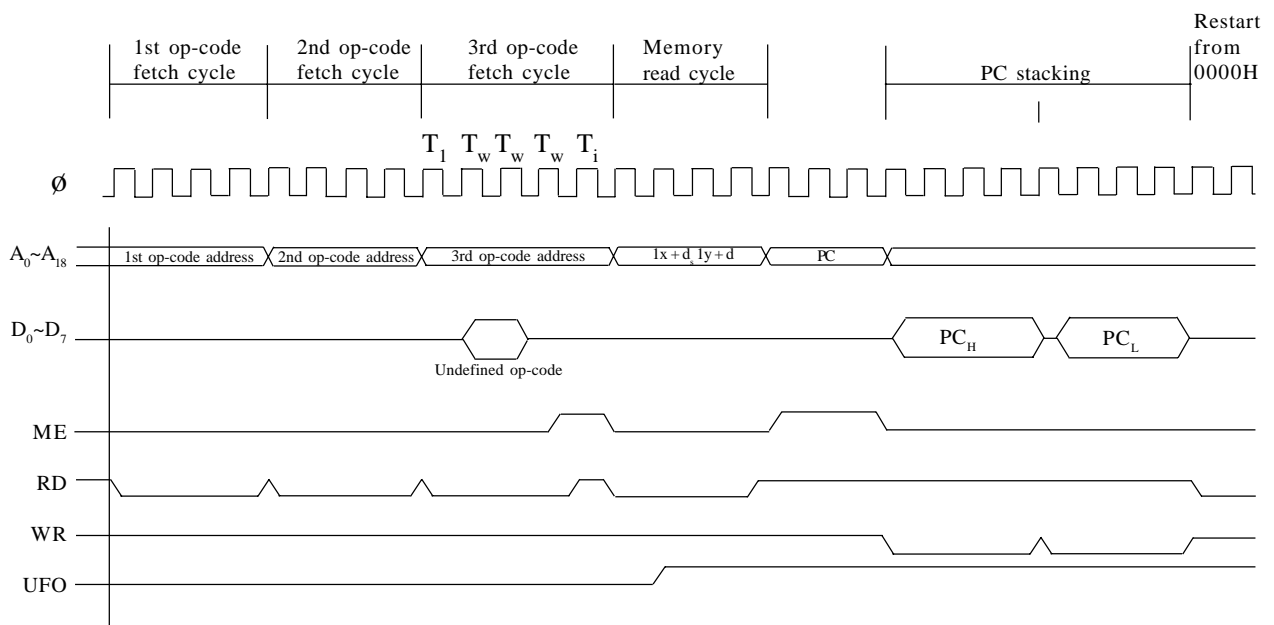 1st op-code
fetch cycle
2nd op-code
fetch cycle
3rd op-code
fetch cycle
Memory
read cycle
PC stacking
Restart
from
0000H
T1 Tw Tw Tw Ti
Ø
A0~A18
1st op-code address
2nd op-code address
3rd op-code address
1x + ds 1y + d
PC
D0~D7
Undefined op-code
PCH
PCL
ME
RD
WR
UFO